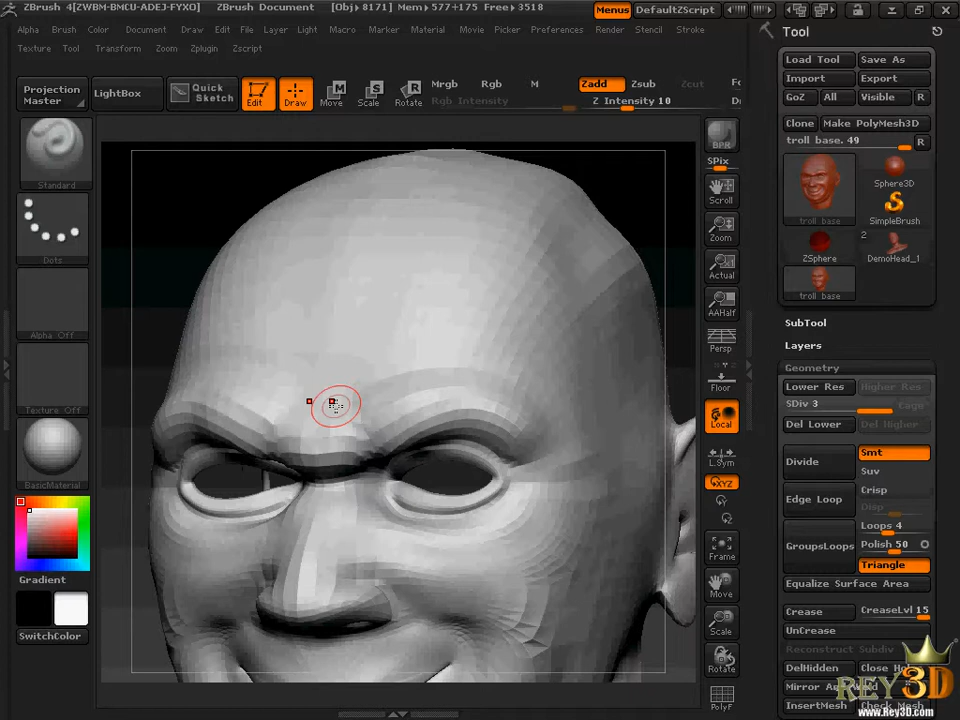 ZBrush 4[ZWBM-BMCU-ADEJ-FYXO] ZBrush Document [Obj▸ 8171] Mem▸ 577+175 Free▸ 3518 Menus DefaultZScript
Alpha Brush Color Document Draw Edit File Layer Light Macro Marker Material Movie Picker Preferences Render Stencil Stroke
Texture Tool Transform Zoom Zplugin Zscript
Projection Master
LightBox
Quick Sketch
Edit
Draw
Move
Scale
Rotate
Mrgb Rgb M
Rgb Intensity
Zadd Zsub Zcut
Z Intensity 10
Standard
Dots
Alpha Off
Texture Off
BasicMaterial
Gradient
SwitchColor
BPR
SPix
Scroll
Zoom
Actual
AAHalf
Persp
Floor
Local
L.Sym
XYZ
Y
Z
Frame
Move
Scale
Rotate
PolyF
Tool
Load Tool Save As
Import Export
GoZ All Visible R
Clone Make PolyMesh3D
troll base. 49 R
troll base
Sphere3D
SimpleBrush
ZSphere
2
DemoHead_1
troll base
SubTool
Layers
Geometry
Lower Res Higher Res
SDiv 3 Cage
Del Lower Del Higher
Divide
Smt
Suv
Edge Loop
Crisp
Disp
Loops 4
GroupsLoops
Polish 50
Triangle
Equalize Surface Area
Crease CreaseLvl 15
UnCrease
Reconstruct Subdiv
DelHidden
InsertMesh Check Mesh
REY3D
www.Rey3D.com